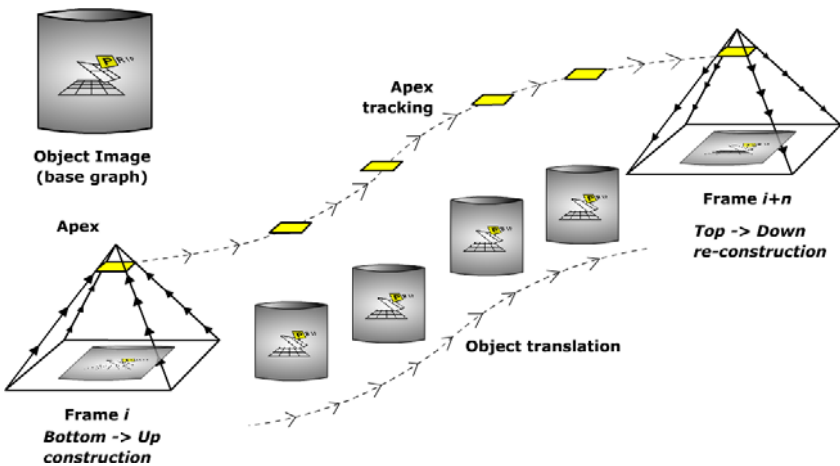 Object Image
(base graph)
Apex
tracking
Frame i+n
Top -> Down
re-construction
Apex
Object translation
Frame i
Bottom -> Up
construction